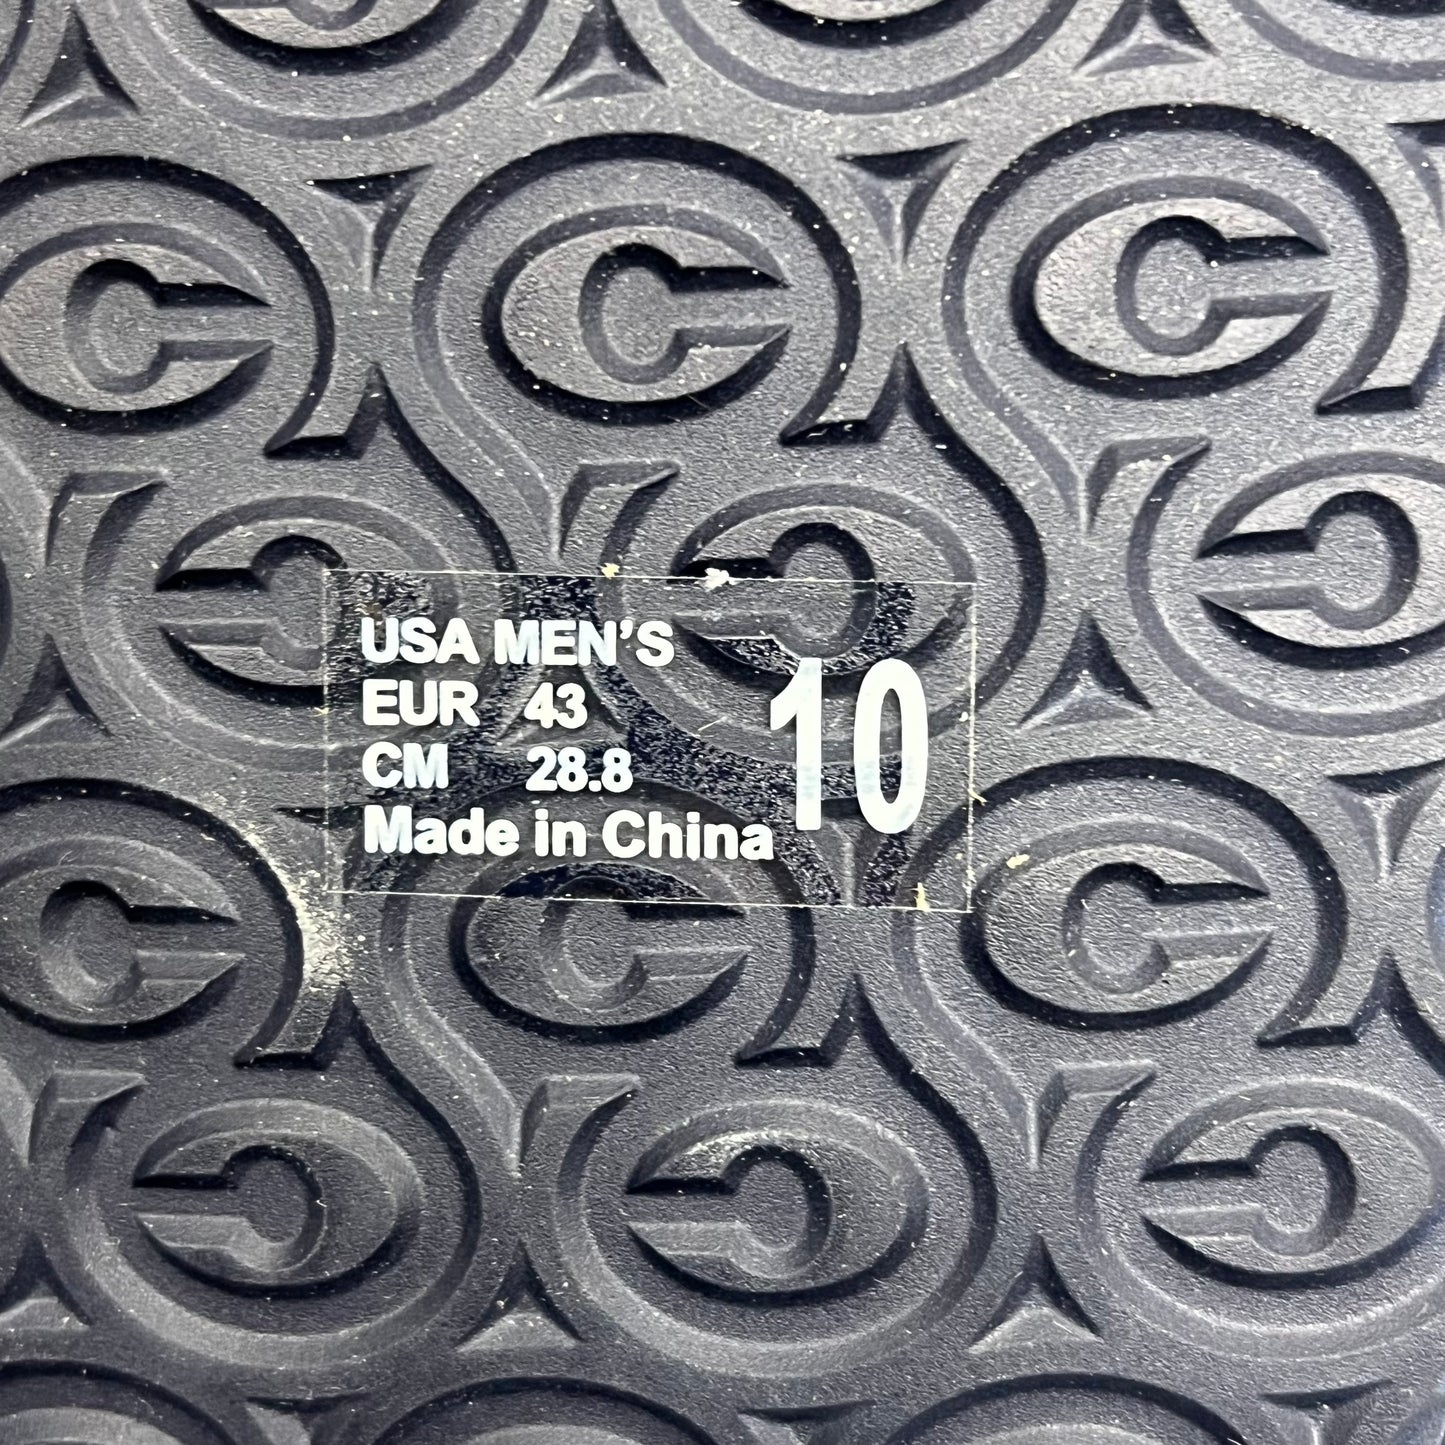 USA MEN'S
EUR 43
CM 28.8
10
Made in China